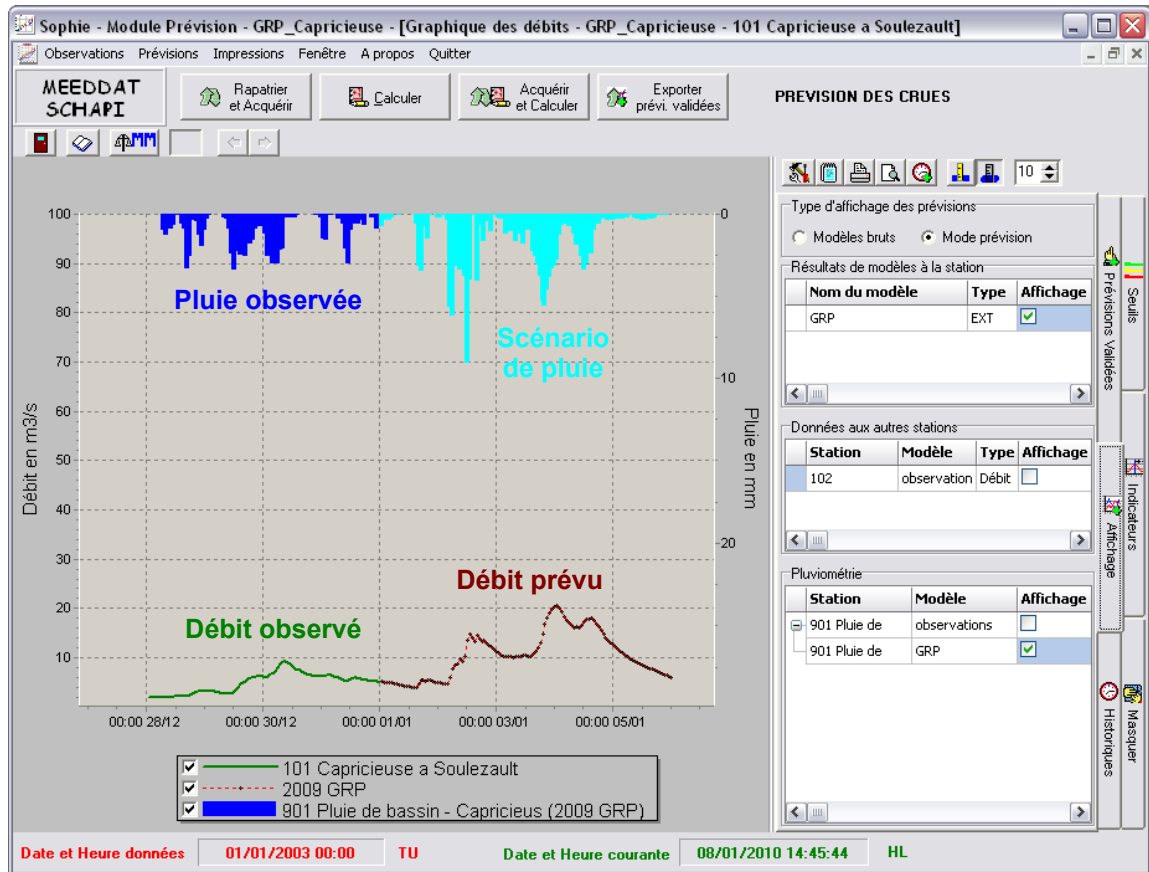 Sophie - Module Prévision - GRP_Capricieuse - [Graphique des débits - GRP_Capricieuse - 101 Capricieuse a Soulezault]
Observations Prévisions Impressions Fenêtre A propos Quitter
MEEDDAT
SCHAPI
Rapatrier
et Acquérir
Calculer
Acquérir
et Calculer
Exporter
prévi. validées
PREVISION DES CRUES
MM
10
Type d'affichage des prévisions
Modèles bruts
Mode prévision
Résultats de modèles à la station
Nom du modèle Type Affichage
GRP EXT
Données aux autres stations
Station Modèle Type Affichage
102 observation Débit
Pluviométrie
Station Modèle Affichage
901 Pluie de observations
901 Pluie de GRP
Prévisions Validées
Seuils
Affichage
Indicateurs
Historiques
Masquer
Débit en m3/s
100
90
80
70
60
50
40
30
20
10
Pluie en mm
0
10
20
Pluie observée
Scénario
de pluie
Débit prévu
Débit observé
00:00 28/12 00:00 30/12 00:00 01/01 00:00 03/01 00:00 05/01
101 Capricieuse a Soulezault
2009 GRP
901 Pluie de bassin - Capricieus (2009 GRP)
Date et Heure données 01/01/2003 00:00 TU Date et Heure courante 08/01/2010 14:45:44 HL